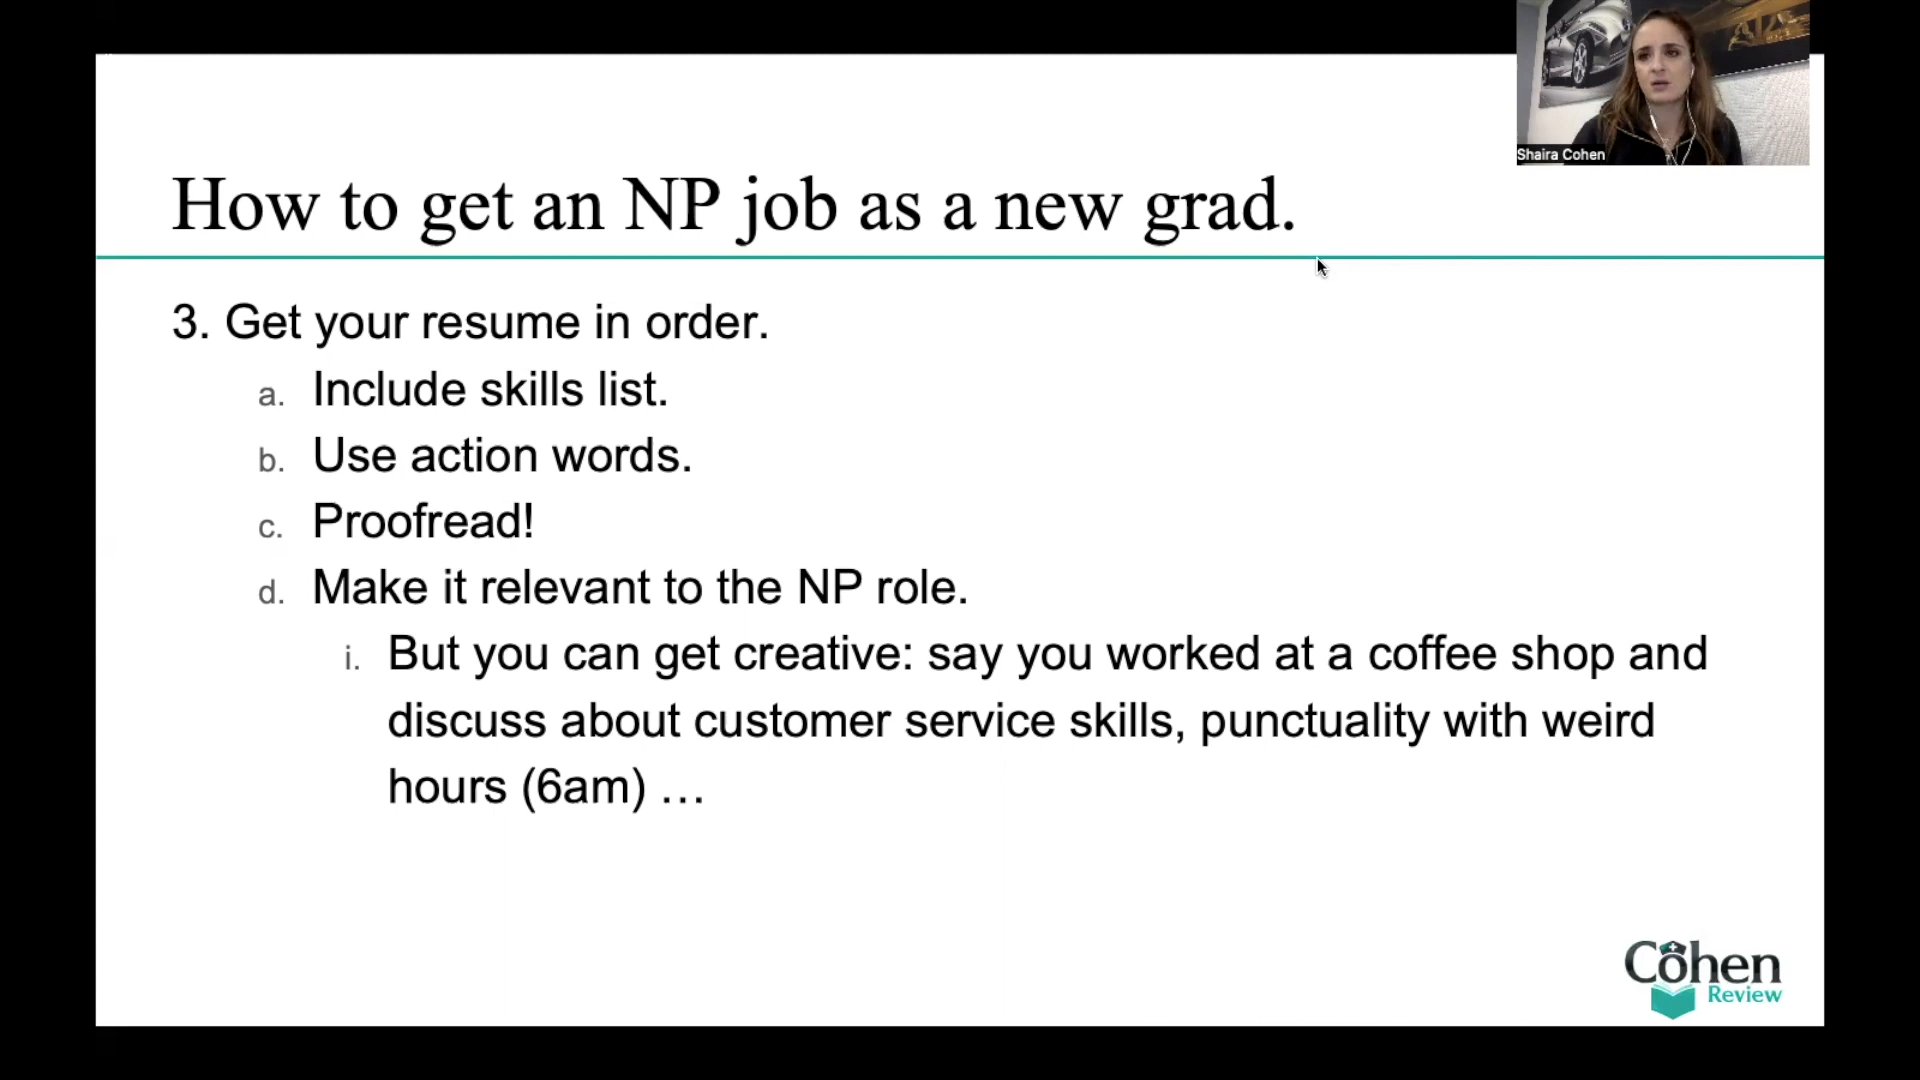 Shaira Cohen
How to get an NP job as a new grad.
3. Get your resume in order.
a. Include skills list.
b. Use action words.
c. Proofread!
d. Make it relevant to the NP role.
i. But you can get creative: say you worked at a coffee shop and
discuss about customer service skills, punctuality with weird
hours (6am) …
Cohen
Review